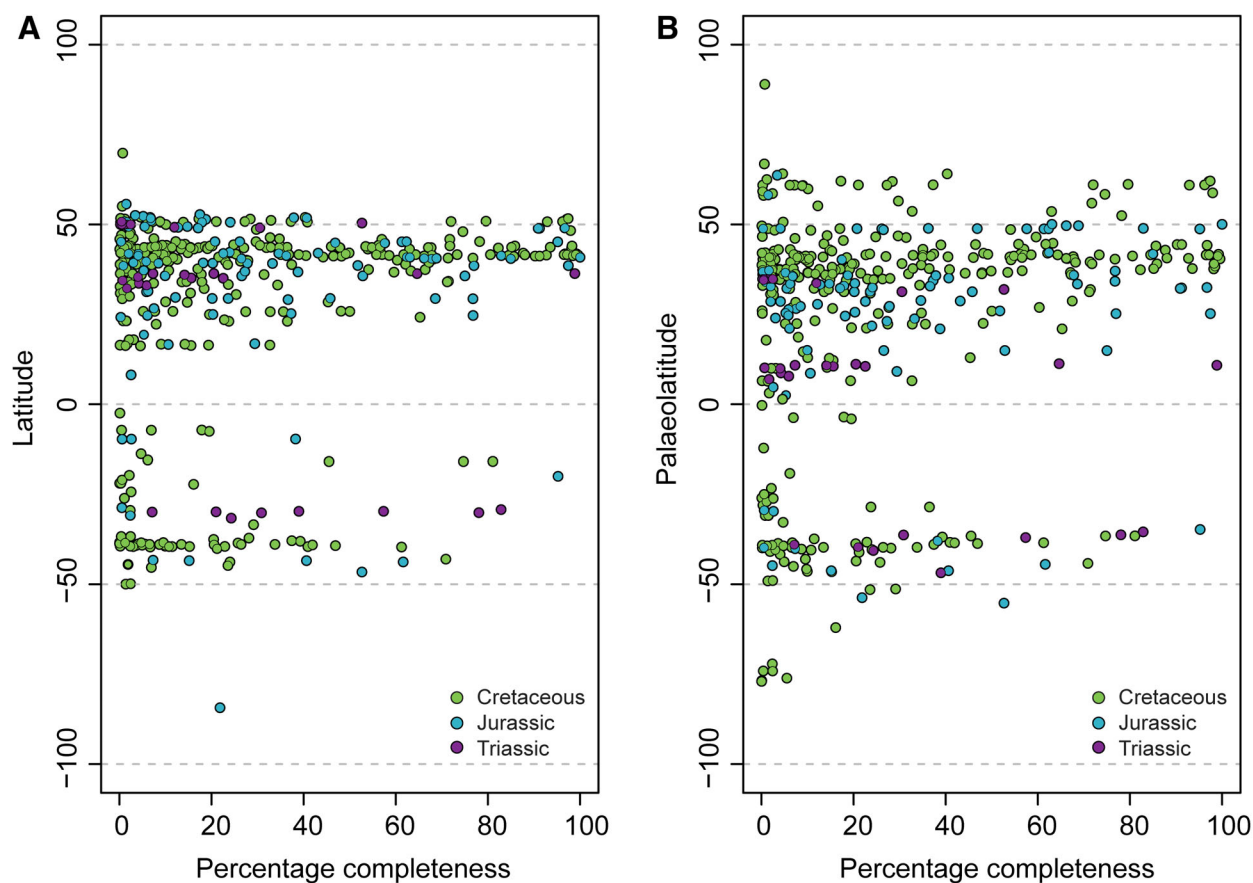 A
100
50
0
−50
−100
Latitude
Cretaceous
Jurassic
Triassic
0 20 40 60 80 100
Percentage completeness
B
100
50
0
−50
−100
Palaeolatitude
Cretaceous
Jurassic
Triassic
0 20 40 60 80 100
Percentage completeness